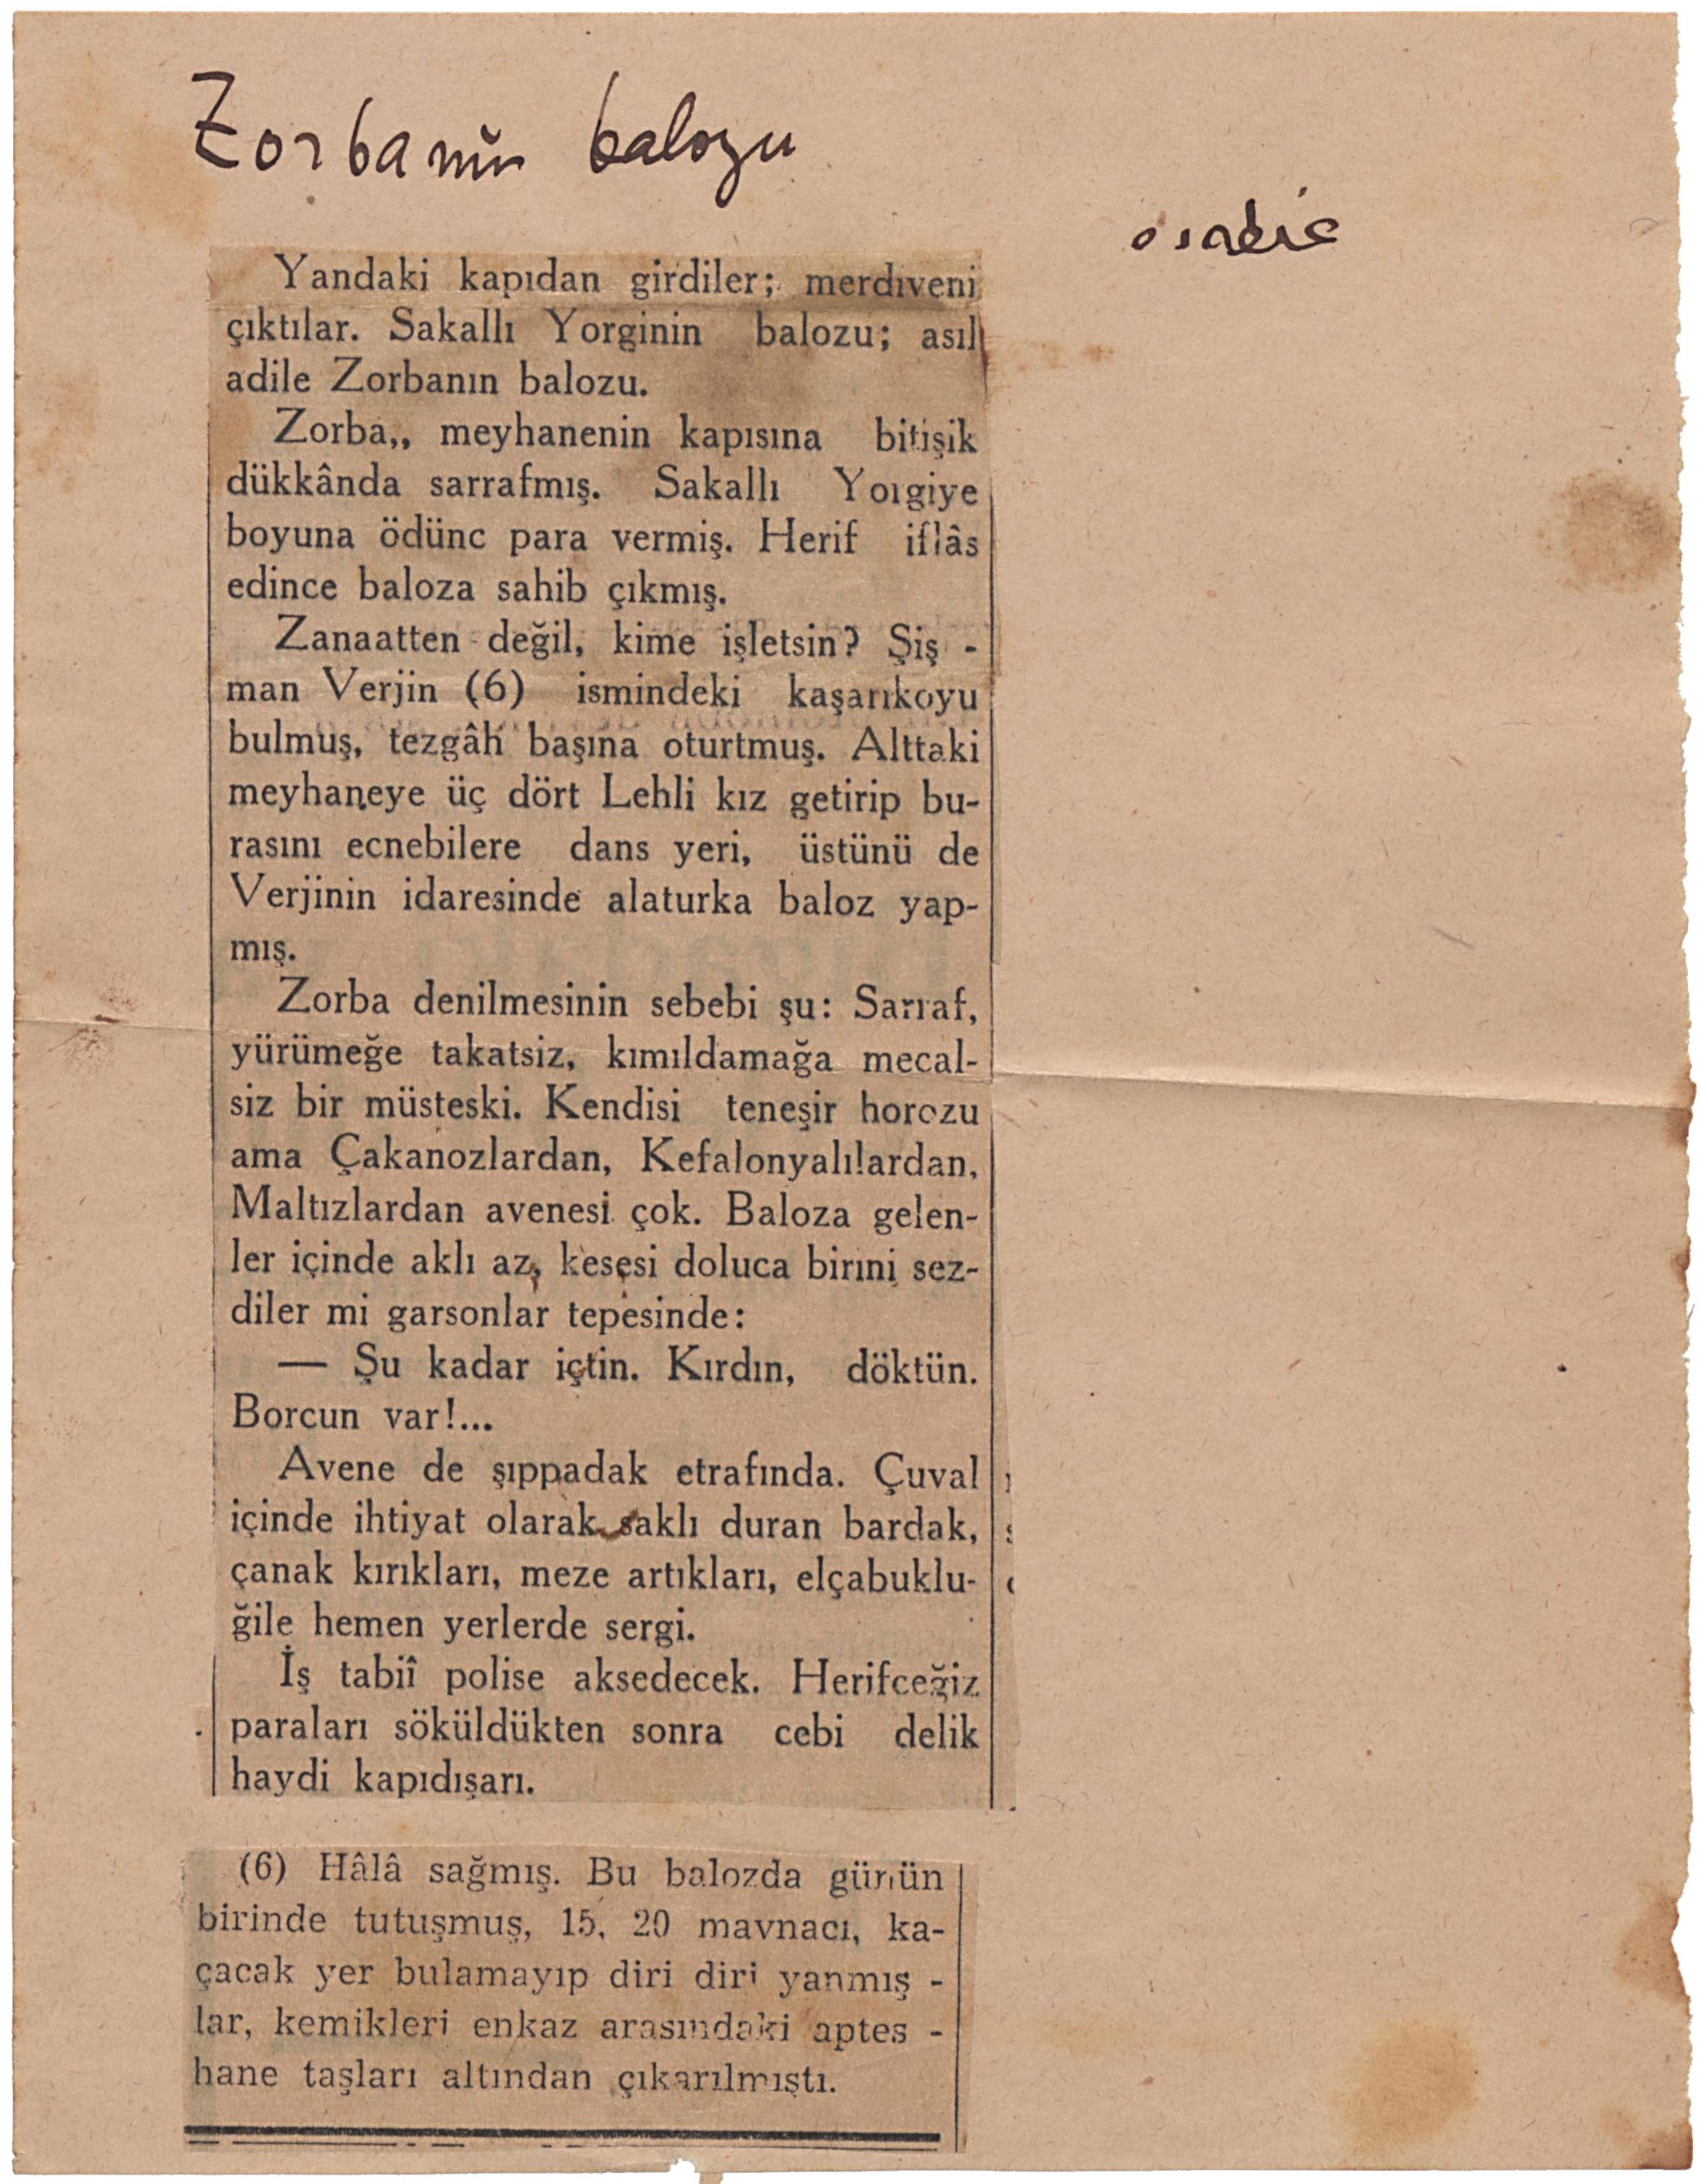 Zorbanın balozu
Yandaki kapıdan girdiler; merdiveni
çıktılar. Sakallı Yorginin balozu; asıl
adile Zorbanın balozu.
Zorba,, meyhanenin kapısına bitişik
dükkânda sarrafmış. Sakallı Yorgiye
boyuna ödünc para vermiş. Herif iflâs
edince baloza sahib çıkmış.
Zanaatten değil, kime işletsin? Şiş -
man Verjin (6) ismindeki kaşarıkoyu
bulmuş, tezgâh başına oturtmuş. Alttaki
meyhaneye üç dört Lehli kız getirip bu-
rasını ecnebilere dans yeri, üstünü de
Verjinin idaresinde alaturka baloz yap-
mış.
Zorba denilmesinin sebebi şu: Sarraf,
yürümeğe takatsiz, kımıldamağa mecal-
siz bir müsteski. Kendisi teneşir horozu
ama Çakanozlardan, Kefalonyalılardan,
Maltızlardan avenesi çok. Baloza gelen-
ler içinde aklı az, kesesi doluca birini sez-
diler mi garsonlar tepesinde:
— Şu kadar içtin. Kırdın, döktün.
Borcun var!...
Avene de şıppadak etrafında. Çuval
içinde ihtiyat olarak saklı duran bardak,
çanak kırıkları, meze artıkları, elçabuklu-
ğile hemen yerlerde sergi.
İş tabiî polise aksedecek. Herifceğiz
paraları söküldükten sonra cebi delik
haydi kapıdışarı.
(6) Hâlâ sağmış. Bu balozda günün
birinde tutuşmuş, 15, 20 mavnacı, ka-
çacak yer bulamayıp diri diri yanmış -
lar, kemikleri enkaz arasındaki aptes -
hane taşları altından çıkarılmıştı.